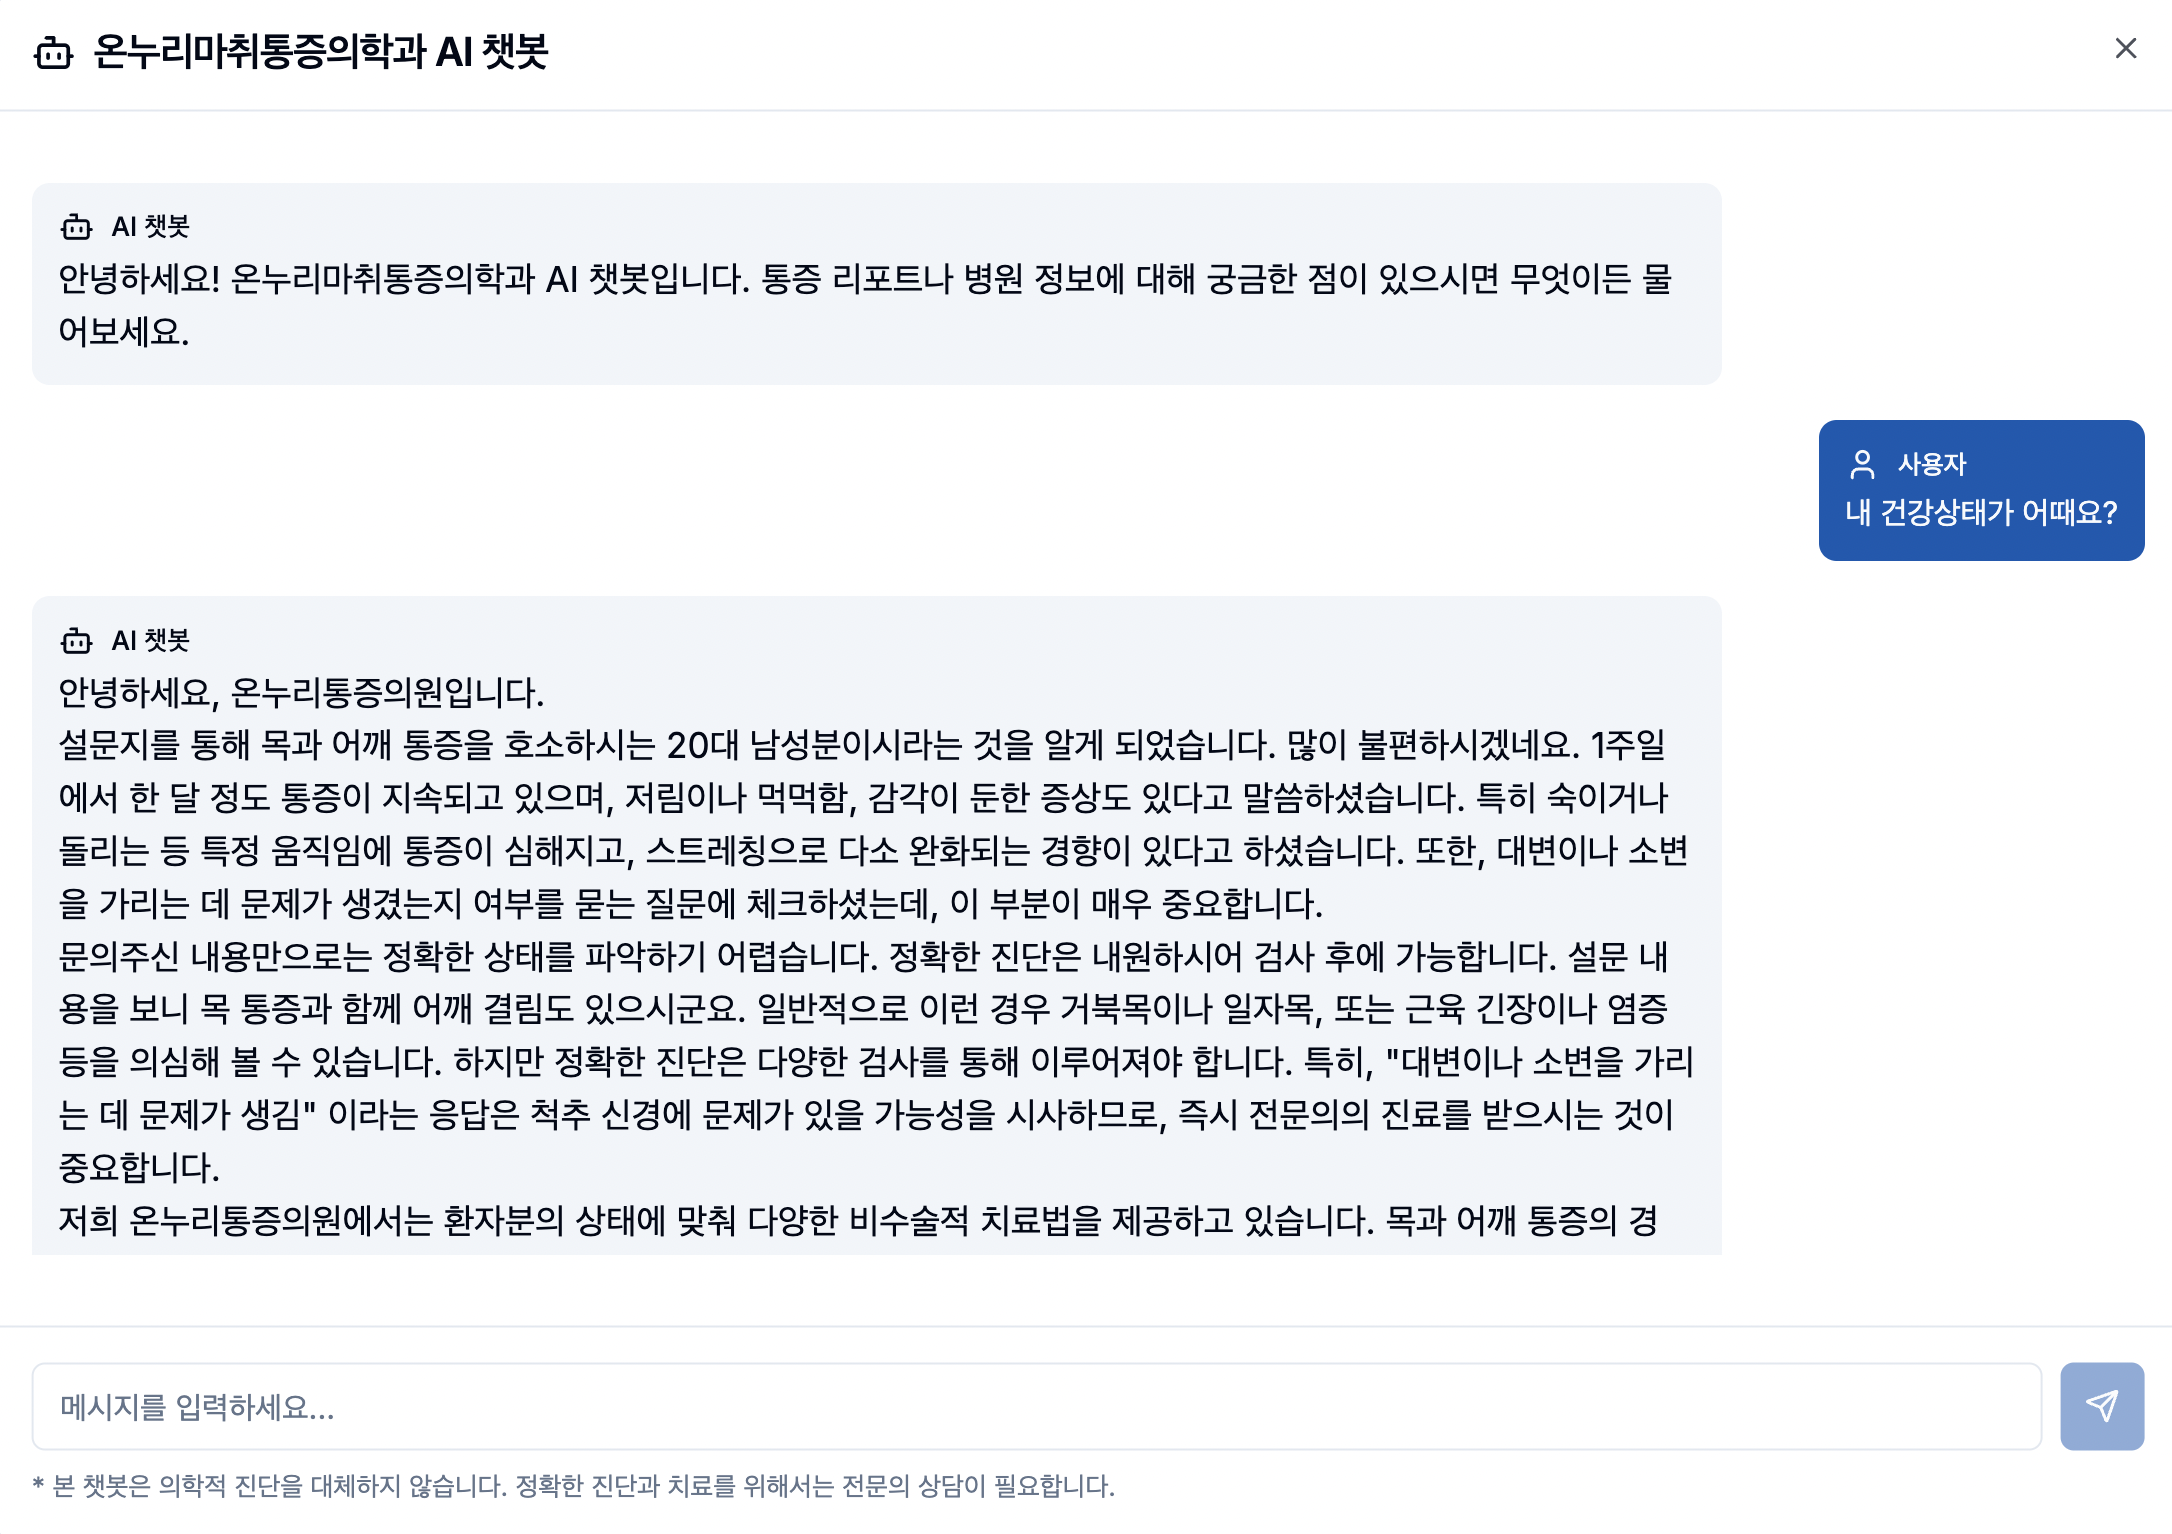 온누리마취통증의학과 AI 챗봇
AI 챗봇
안녕하세요! 온누리마취통증의학과 AI 챗봇입니다. 통증 리포트나 병원 정보에 대해 궁금한 점이 있으시면 무엇이든 물
어보세요.
사용자
내 건강상태가 어때요?
AI 챗봇
안녕하세요, 온누리통증의원입니다.
설문지를 통해 목과 어깨 통증을 호소하시는 20대 남성분이시라는 것을 알게 되었습니다. 많이 불편하시겠네요. 1주일
에서 한 달 정도 통증이 지속되고 있으며, 저림이나 먹먹함, 감각이 둔한 증상도 있다고 말씀하셨습니다. 특히 숙이거나
돌리는 등 특정 움직임에 통증이 심해지고, 스트레칭으로 다소 완화되는 경향이 있다고 하셨습니다. 또한, 대변이나 소변
을 가리는 데 문제가 생겼는지 여부를 묻는 질문에 체크하셨는데, 이 부분이 매우 중요합니다.
문의주신 내용만으로는 정확한 상태를 파악하기 어렵습니다. 정확한 진단은 내원하시어 검사 후에 가능합니다. 설문 내
용을 보니 목 통증과 함께 어깨 결림도 있으시군요. 일반적으로 이런 경우 거북목이나 일자목, 또는 근육 긴장이나 염증
등을 의심해 볼 수 있습니다. 하지만 정확한 진단은 다양한 검사를 통해 이루어져야 합니다. 특히, "대변이나 소변을 가리
는 데 문제가 생김" 이라는 응답은 척추 신경에 문제가 있을 가능성을 시사하므로, 즉시 전문의의 진료를 받으시는 것이
중요합니다.
저희 온누리통증의원에서는 환자분의 상태에 맞춰 다양한 비수술적 치료법을 제공하고 있습니다. 목과 어깨 통증의 경
메시지를 입력하세요...
* 본 챗봇은 의학적 진단을 대체하지 않습니다. 정확한 진단과 치료를 위해서는 전문의 상담이 필요합니다.